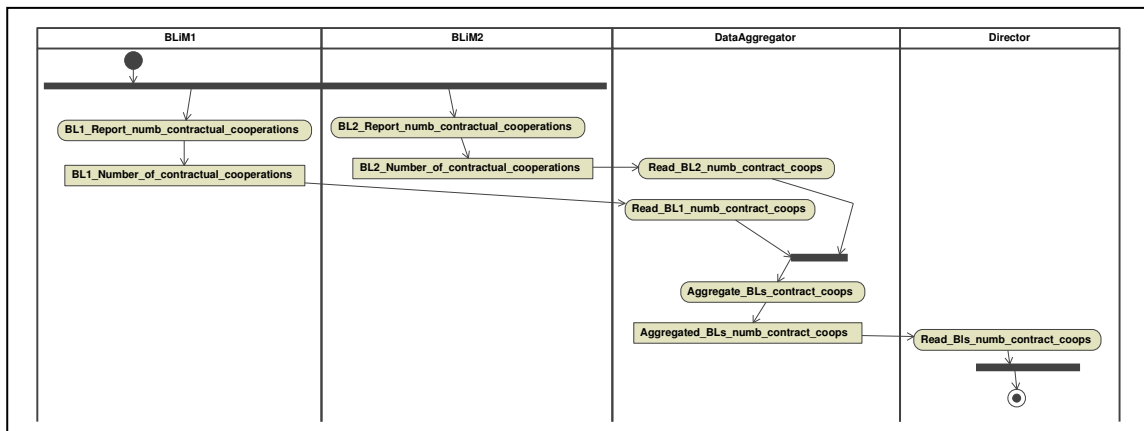 BLiM1
BLiM2
DataAggregator
Director
BL1_Report_numb_contractual_cooperations
BL2_Report_numb_contractual_cooperations
BL1_Number_of_contractual_cooperations
BL2_Number_of_contractual_cooperations
Read_BL2_numb_contract_coops
Read_BL1_numb_contract_coops
Aggregate_BLs_contract_coops
Aggregated_BLs_numb_contract_coops
Read_Bls_numb_contract_coops